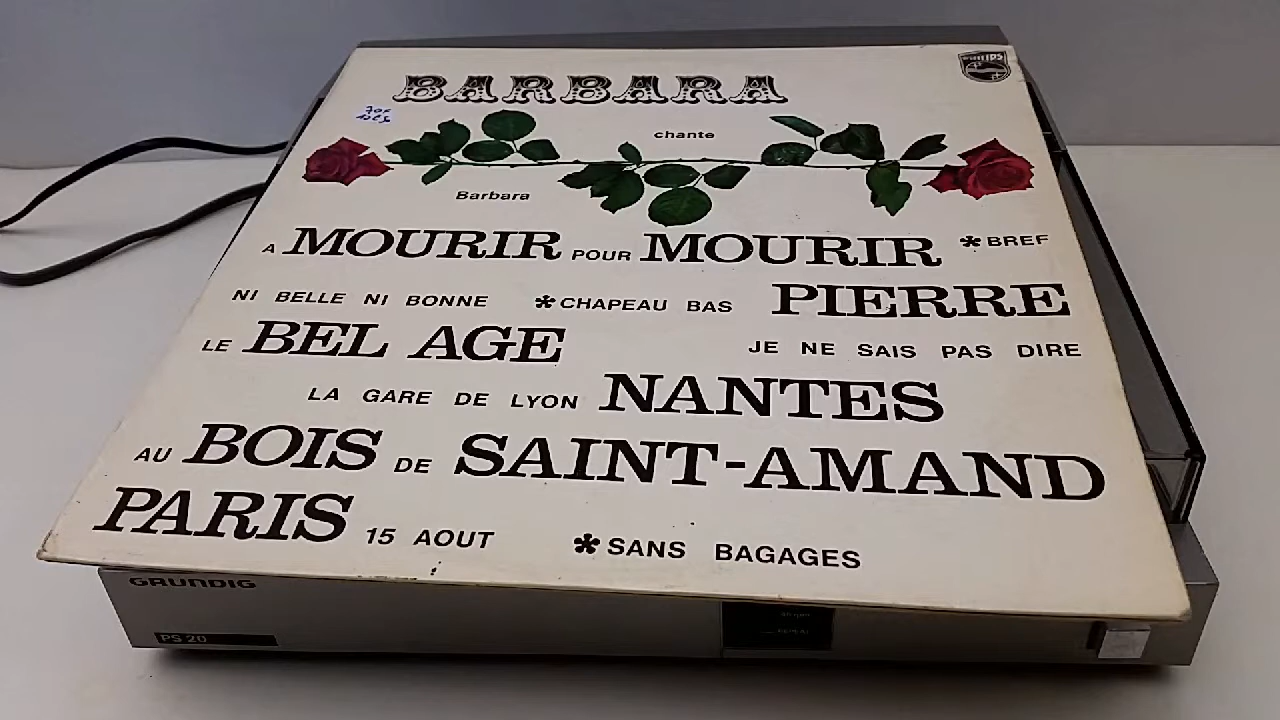 PHILIPS
BARBARA
70F
chante
Barbara
A MOURIR POUR MOURIR * BREF
NI BELLE NI BONNE * CHAPEAU BAS PIERRE
LE BEL AGE JE NE SAIS PAS DIRE
LA GARE DE LYON NANTES
AU BOIS DE SAINT-AMAND
PARIS 15 AOUT * SANS BAGAGES
GRUNDIG
PS 20
REPEAT